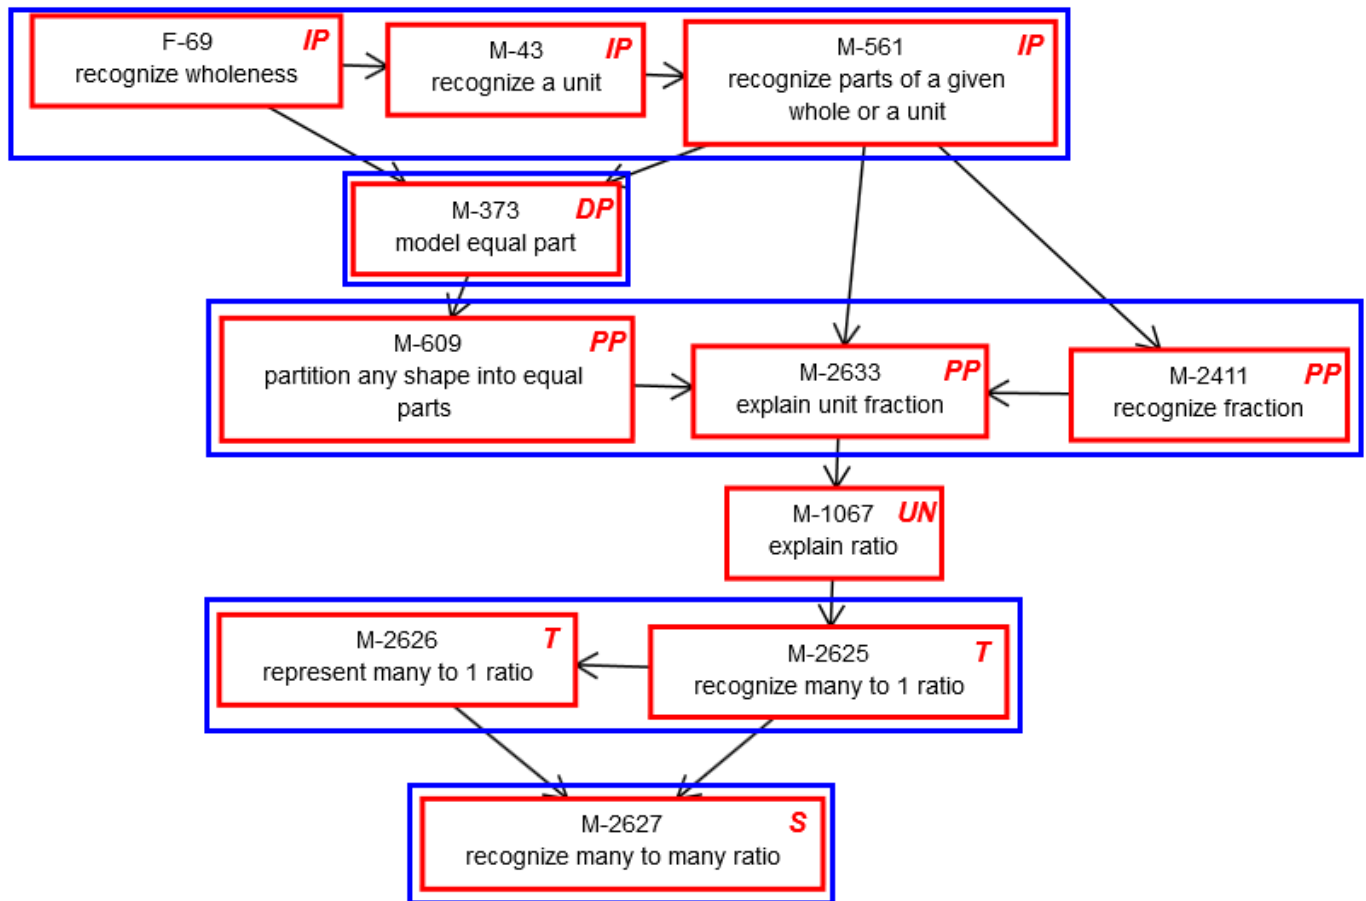 F-69 IP
recognize wholeness
M-43 IP
recognize a unit
M-561 IP
recognize parts of a given
whole or a unit
M-373 DP
model equal part
M-609 PP
partition any shape into equal
parts
M-2633 PP
explain unit fraction
M-2411 PP
recognize fraction
M-1067 UN
explain ratio
M-2626 T
represent many to 1 ratio
M-2625 T
recognize many to 1 ratio
M-2627 S
recognize many to many ratio